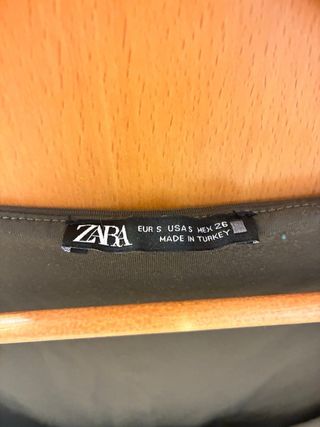 ZARA
EUR S USA S MEX 26
MADE IN TURKEY